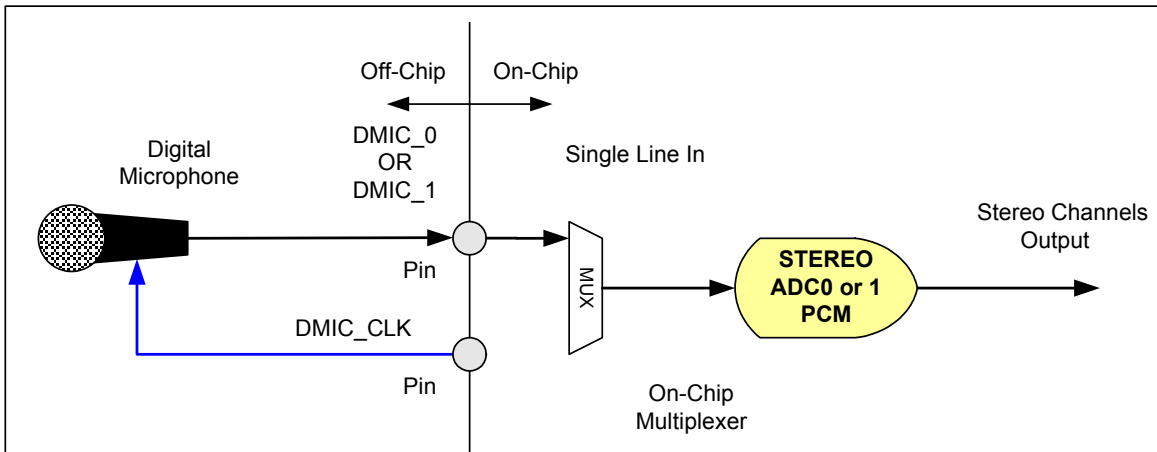 Off-Chip
On-Chip
DMIC_0
OR
DMIC_1
Single Line In
Digital
Microphone
Stereo Channels
Output
Pin
MUX
STEREO
ADC0 or 1
PCM
DMIC_CLK
Pin
On-Chip
Multiplexer